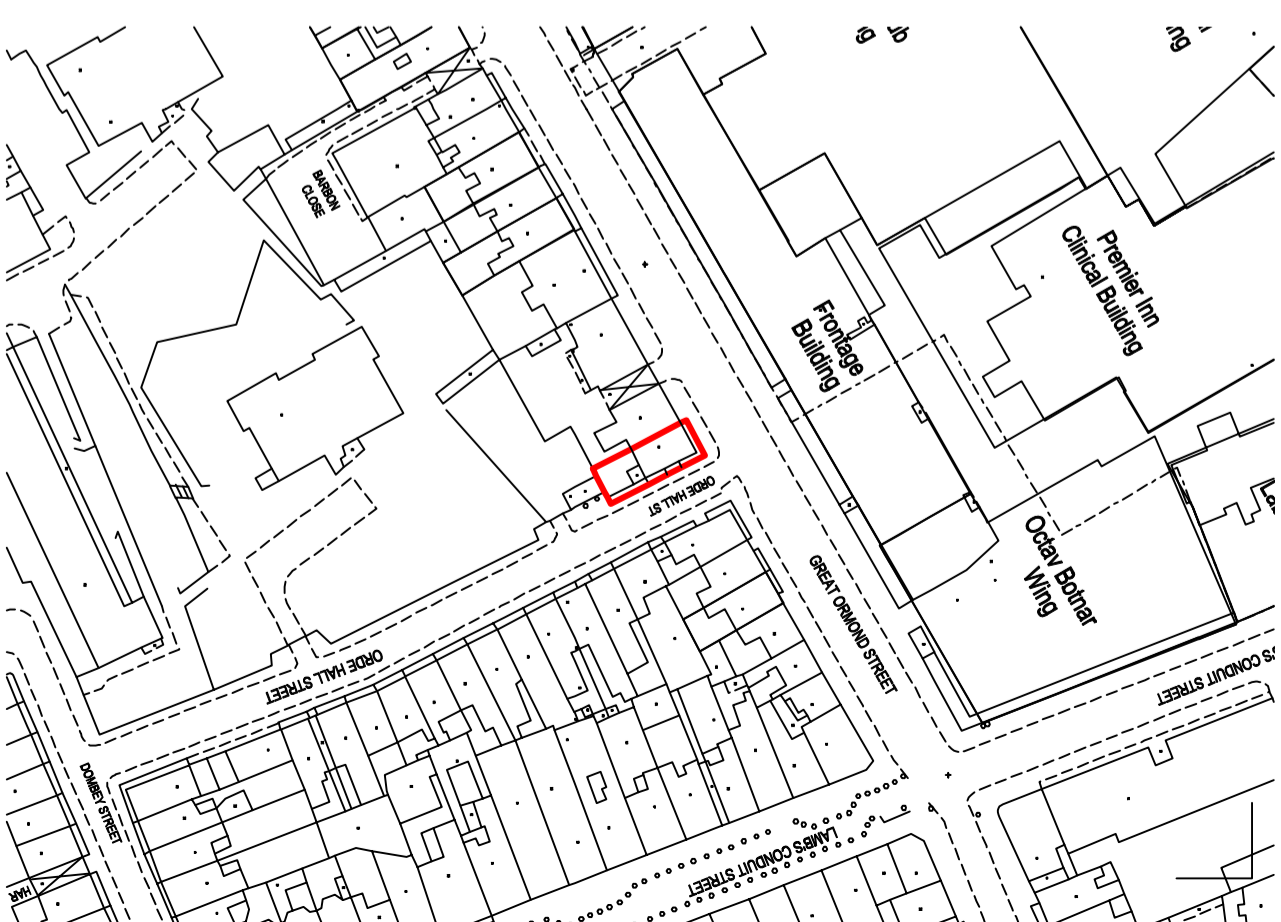 BARBON
CLOSE
Premier Inn
Clinical Building
Frontage
Building
ORDE HALL ST
Octav Botnar
Wing
GREAT ORMOND STREET
ORDE HALL STREET
CONDUIT STREET
DOMBEY STREET
LAMB'S CONDUIT STREET
HAR